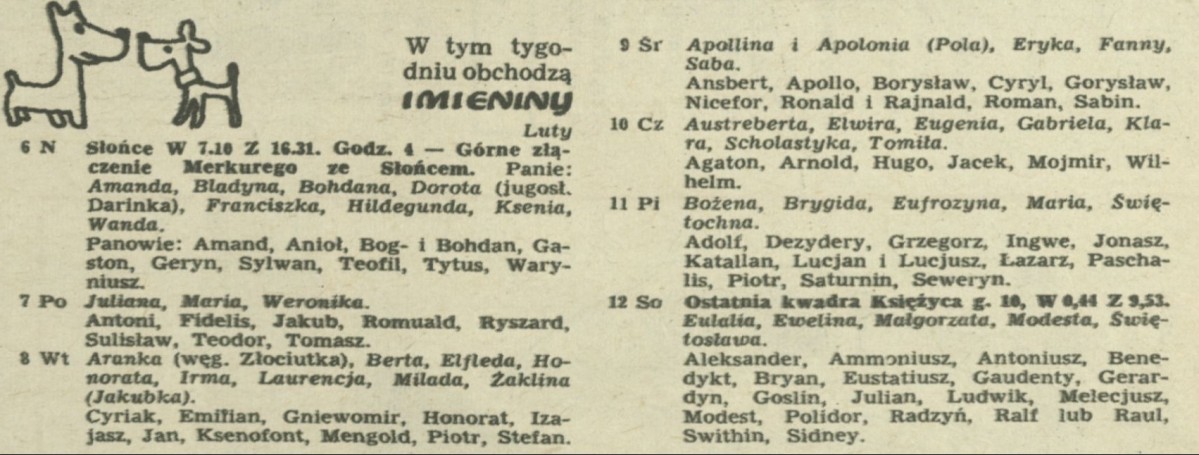 W tym tygo-
dniu obchodzą
IMIENINY
Luty
6 N Słońce W 7.10 Z 16.31. Godz. 4 — Górne złą-
czenie Merkurego ze Słońcem. Panie:
Amanda, Bladyna, Bohdana, Dorota (jugosł.
Darinka), Franciszka, Hildegunda, Ksenia,
Wanda.
Panowie: Amand, Anioł, Bog- i Bohdan, Ga-
ston, Geryn, Sylwan, Teofil, Tytus, Wary-
niusz.
7 Po Juliana, Maria, Weronika.
Antoni, Fidelis, Jakub, Romuald, Ryszard,
Sulisław, Teodor, Tomasz.
8 Wt Aranka (węg. Złociutka), Berta, Elfleda, Ho-
norata, Irma, Laurencja, Milada, Żaklina
(Jakubka).
Cyriak, Emilian, Gniewomir, Honorat, Iza-
jasz, Jan, Ksenofont, Mengold, Piotr, Stefan.
9 Śr Apollina i Apolonia (Pola), Eryka, Fanny,
Saba.
Ansbert, Apollo, Borysław, Cyryl, Gorysław,
Nicefor, Ronald i Rajnald, Roman, Sabin.
10 Cz Austreberta, Elwira, Eugenia, Gabriela, Kla-
ra, Scholastyka, Tomiła.
Agaton, Arnold, Hugo, Jacek, Mojmir, Wil-
helm.
11 Pi Bożena, Brygida, Eufrozyna, Maria, Świę-
tochna.
Adolf, Dezydery, Grzegorz, Ingwe, Jonasz,
Katallan, Lucjan i Lucjusz, Łazarz, Pascha-
lis, Piotr, Saturnin, Seweryn.
12 So Ostatnia kwadra Księżyca g. 10, W 0,44 Z 9,53.
Eulalia, Ewelina, Małgorzata, Modesta, Świę-
tosława.
Aleksander, Ammoniusz, Antoniusz, Bene-
dykt, Bryan, Eustatiusz, Gaudenty, Gerar-
dyn, Goslin, Julian, Ludwik, Melecjusz,
Modest, Polidor, Radzyń, Ralf lub Raul,
Swithin, Sidney.